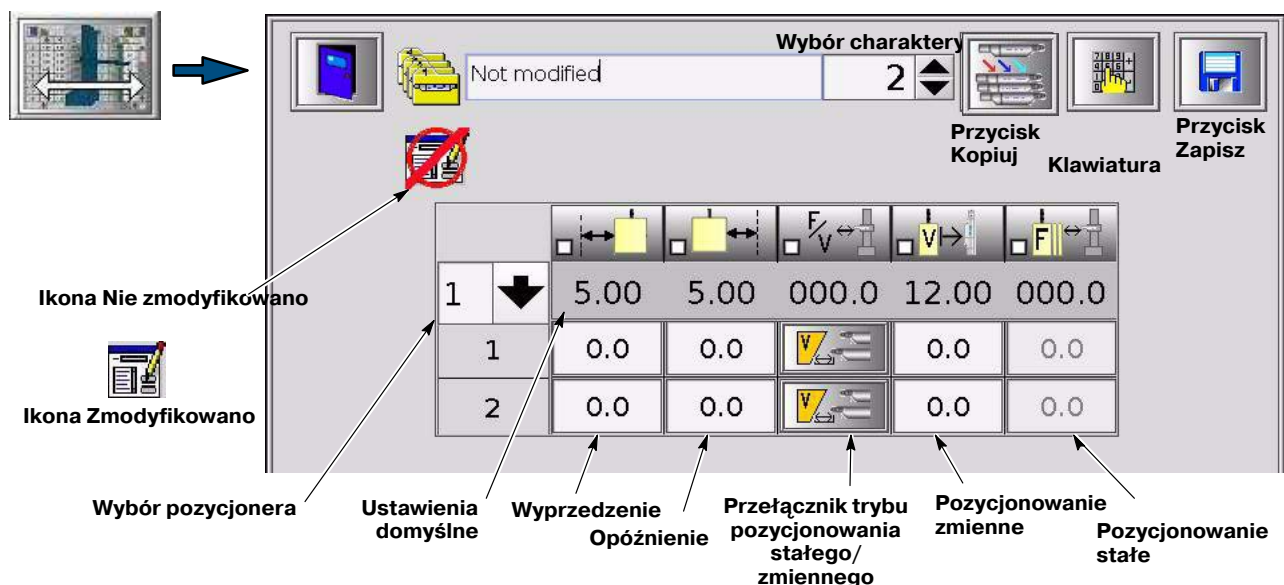 Wybór charaktery
Not modified
2
Przycisk
Kopiuj
Klawiatura
Przycisk
Zapisz
F/V
V
F
Ikona Nie zmodyfikowano
1
5.00 5.00 000.0 12.00 000.0
1 0.0 0.0 V 0.0 0.0
2 0.0 0.0 V 0.0 0.0
Ikona Zmodyfikowano
Wybór pozycjonera
Ustawienia
domyślne
Wyprzedzenie
Opóźnienie
Przełącznik trybu
pozycjonowania
stałego/
zmiennego
Pozycjonowanie
zmienne
Pozycjonowanie
stałe